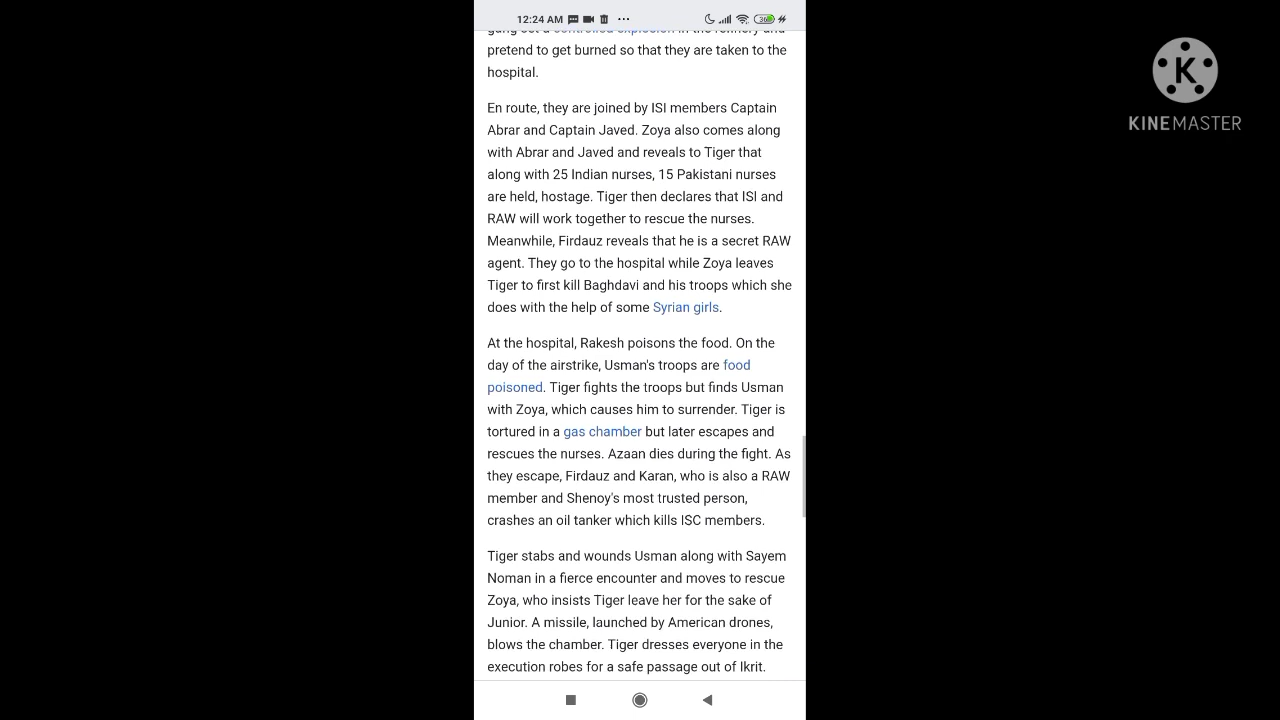 12:24 AM
36
gang set a controlled explosion in the refinery and
pretend to get burned so that they are taken to the
hospital.
En route, they are joined by ISI members Captain
Abrar and Captain Javed. Zoya also comes along
with Abrar and Javed and reveals to Tiger that
along with 25 Indian nurses, 15 Pakistani nurses
are held, hostage. Tiger then declares that ISI and
RAW will work together to rescue the nurses.
Meanwhile, Firdauz reveals that he is a secret RAW
agent. They go to the hospital while Zoya leaves
Tiger to first kill Baghdavi and his troops which she
does with the help of some Syrian girls.
At the hospital, Rakesh poisons the food. On the
day of the airstrike, Usman's troops are food
poisoned. Tiger fights the troops but finds Usman
with Zoya, which causes him to surrender. Tiger is
tortured in a gas chamber but later escapes and
rescues the nurses. Azaan dies during the fight. As
they escape, Firdauz and Karan, who is also a RAW
member and Shenoy's most trusted person,
crashes an oil tanker which kills ISC members.
Tiger stabs and wounds Usman along with Sayem
Noman in a fierce encounter and moves to rescue
Zoya, who insists Tiger leave her for the sake of
Junior. A missile, launched by American drones,
blows the chamber. Tiger dresses everyone in the
execution robes for a safe passage out of Ikrit.
K
KINEMASTER